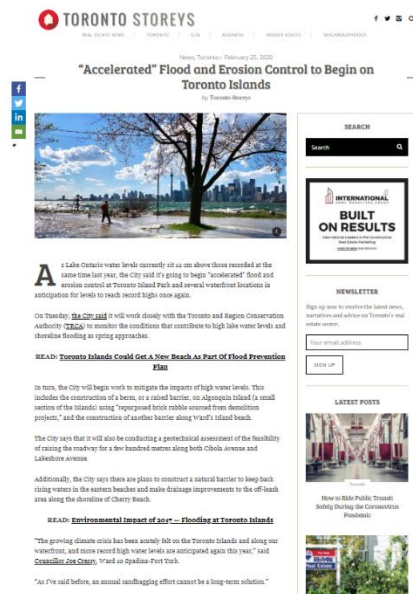 TORONTO STOREYS
REAL ESTATE NEWS / TORONTO / GTA / BUSINESS / INSIDER VOICES / NEIGHBOURHOODS
News, Toronto / February 25, 2020
"Accelerated" Flood and Erosion Control to Begin on
Toronto Islands
by Toronto Storeys
As Lake Ontario water levels currently sit 12 cm above those recorded at the
same time last year, the City said it's going to begin "accelerated" flood and
erosion control at Toronto Island Park and several waterfront locations in
anticipation for levels to reach record highs once again.
On Tuesday, the City said it will work closely with the Toronto and Region Conservation
Authority (TRCA) to monitor the conditions that contribute to high lake water levels and
shoreline flooding as spring approaches.
READ: Toronto Islands Could Get A New Beach As Part Of Flood Prevention
Plan
In turn, the City will begin work to mitigate the impacts of high water levels. This
includes the construction of a berm, or a raised barrier, on Algonquin Island (a small
section of the Islands) using "repurposed brick rubble sourced from demolition
projects," and the construction of another barrier along Ward's Island beach.
The City says that it will also be conducting a geotechnical assessment of the feasibility
of raising the roadway for a few hundred metres along both Cibola Avenue and
Lakeshore Avenue.
Additionally, the City says there are plans to construct a natural barrier to keep back
rising waters in the eastern beaches and make drainage improvements to the off-leash
area along the shoreline of Cherry Beach.
READ: Environmental Impact of 2017 — Flooding at Toronto Islands
"The growing climate crisis has been acutely felt on the Toronto Islands and along our
waterfront, and more record high water levels are anticipated again this year," said
Councillor Joe Cressy, Ward 10 Spadina-Fort York.
"As I've said before, an annual sandbagging effort cannot be a long-term solution."
SEARCH
Search
INTERNATIONAL
BUILT
ON RESULTS
NEWSLETTER
Sign up now to receive the latest news,
narratives and advice on Toronto's real
estate sector.
Your email address
SIGN UP
LATEST POSTS
Toronto
How to Ride Public Transit
Safely During the Coronavirus
Pandemic
RE/MAX
Real Estate